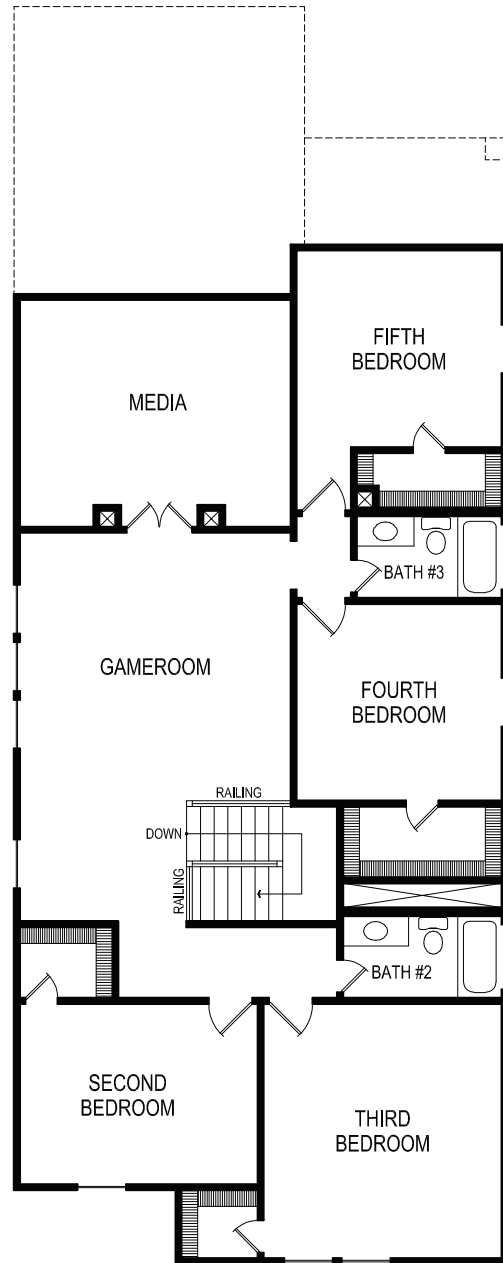 FIFTH
BEDROOM
MEDIA
BATH #3
GAMEROOM
FOURTH
BEDROOM
RAILING
DOWN
RAILING
BATH #2
SECOND
BEDROOM
THIRD
BEDROOM